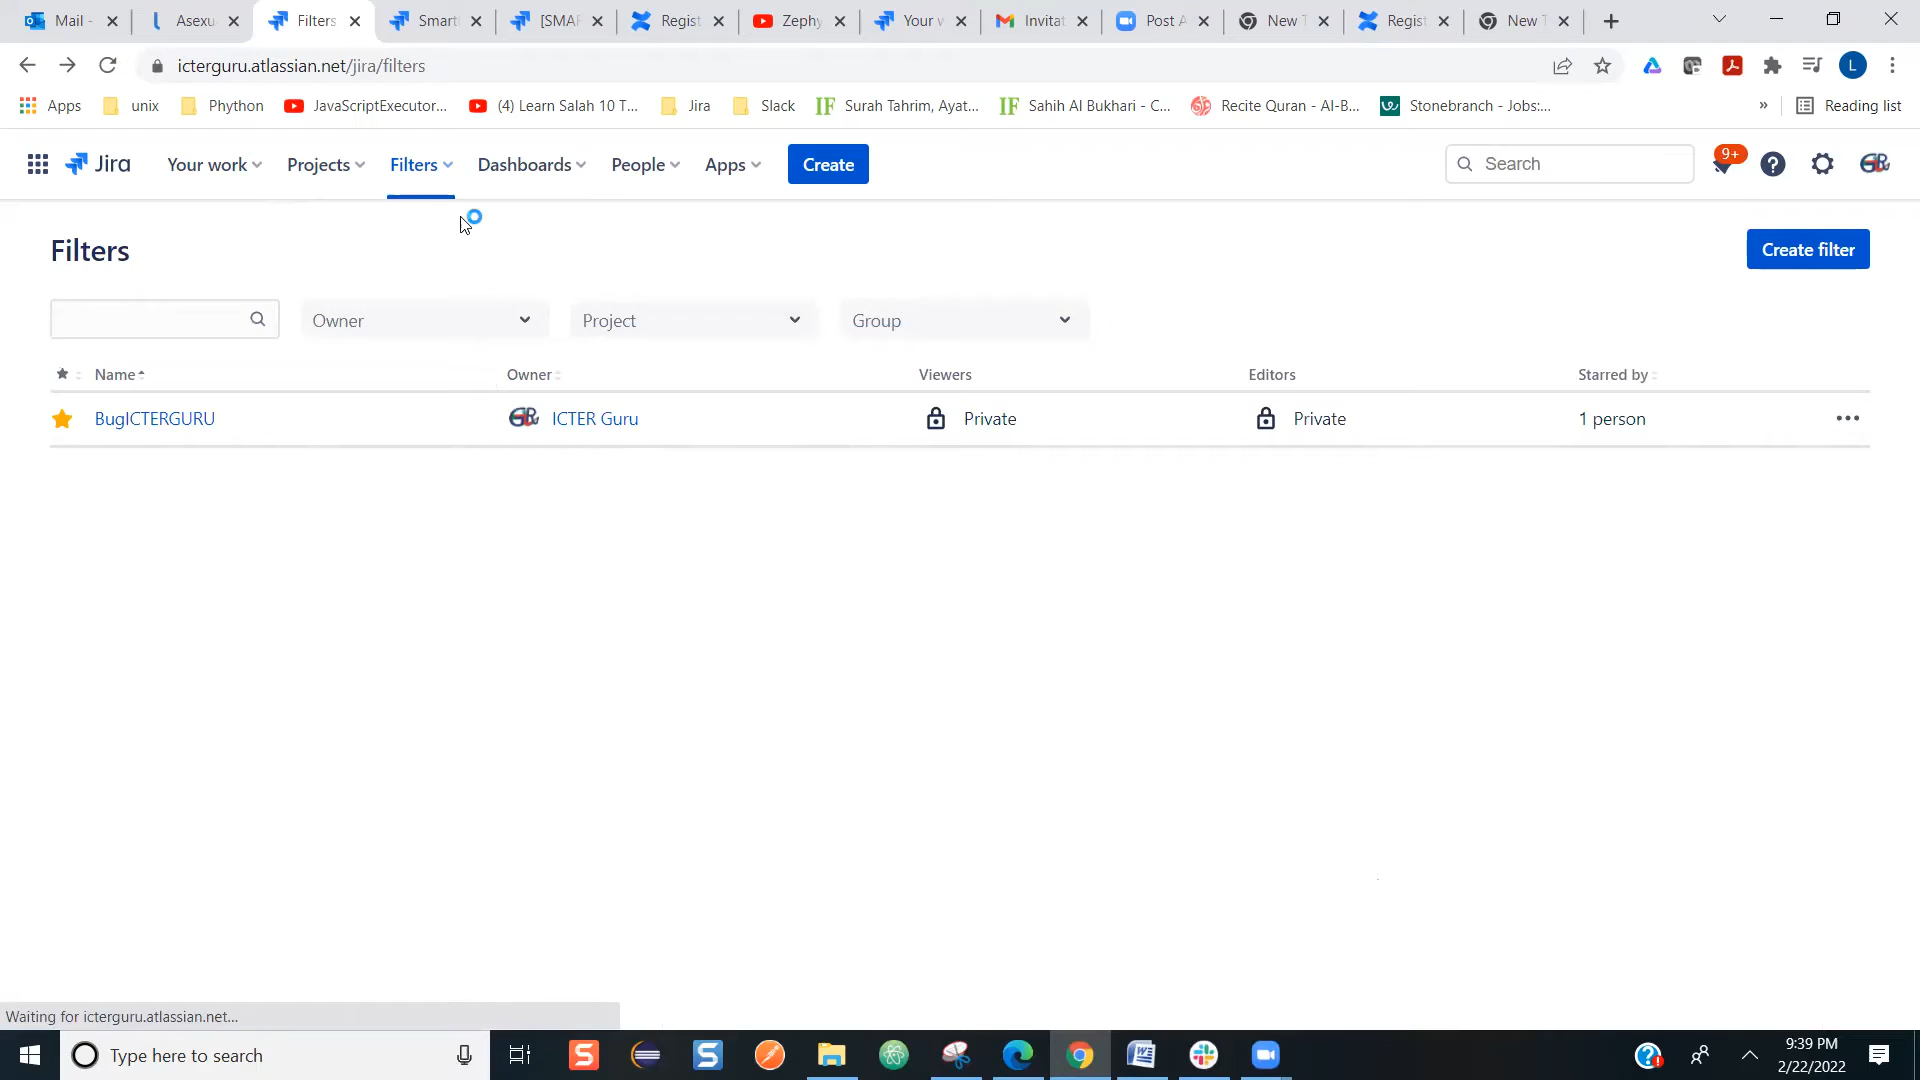 Mail -
Asexu
Filters
Smart
[SMAR
Regist
Zephy
Your w
Invitat
Post A
New T
Regist
New T
icterguru.atlassian.net/jira/filters
L
Apps
unix
Phython
JavaScriptExecutor...
(4) Learn Salah 10 T...
Jira
Slack
IF Surah Tahrim, Ayat...
IF Sahih Al Bukhari - C...
Recite Quran - Al-B...
Stonebranch - Jobs:...
»
Reading list
Jira
Your work
Projects
Filters
Dashboards
People
Apps
Create
Search
9+
Filters
Create filter
Owner
Project
Group
Name
Owner
Viewers
Editors
Starred by
BugICTERGURU
ICTER Guru
Private
Private
1 person
Waiting for icterguru.atlassian.net...
Type here to search
9:39 PM
2/22/2022